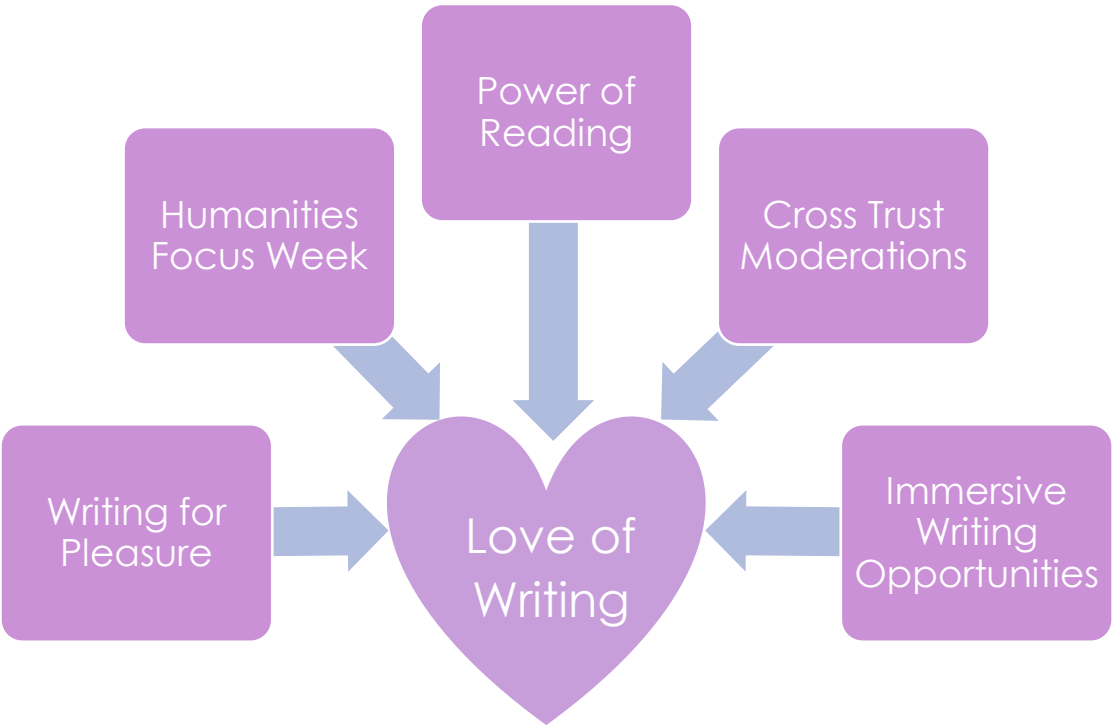 Power of
Reading
Humanities
Focus Week
Cross Trust
Moderations
Writing for
Pleasure
Immersive
Writing
Opportunities
Love of
Writing